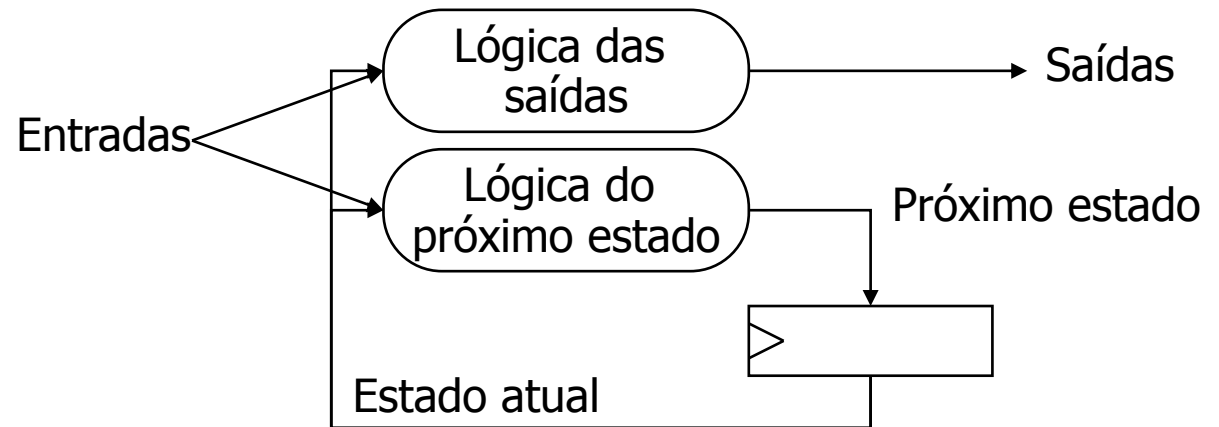 Lógica das
saídas
Saídas
Entradas
Lógica do
próximo estado
Próximo estado
Estado atual